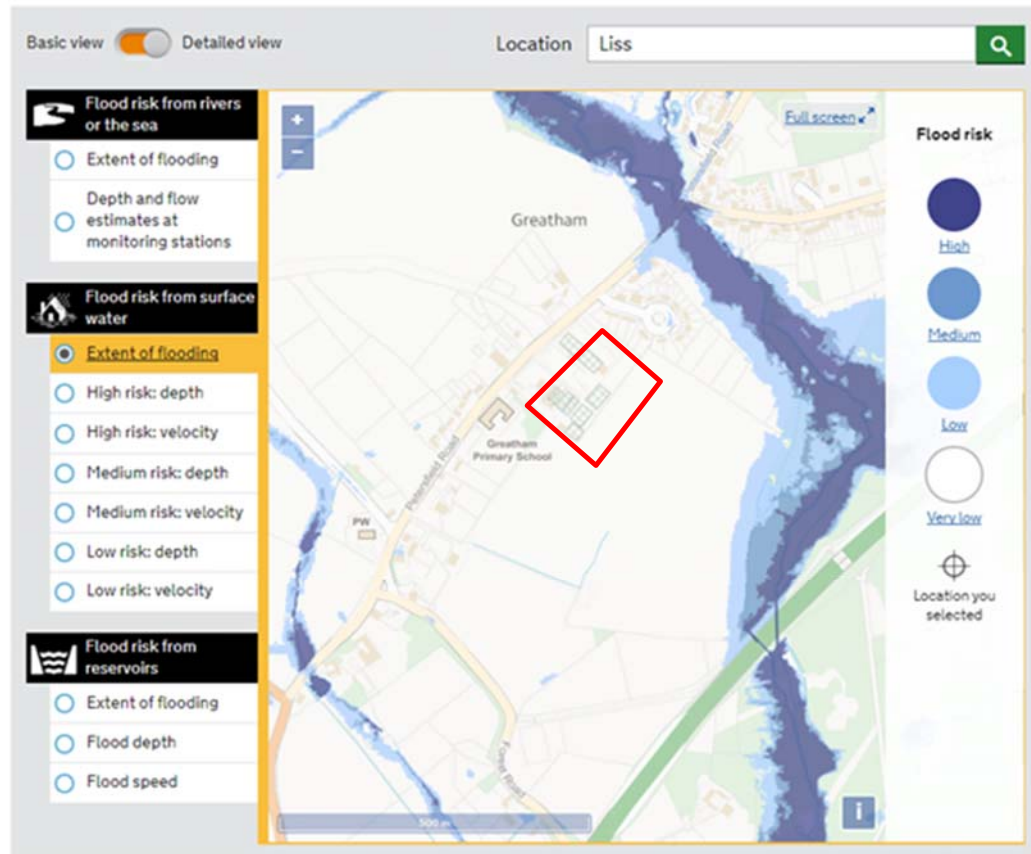 Basic view
Detailed view
Location
Liss
Flood risk from rivers
or the sea
Extent of flooding
Depth and flow
estimates at
monitoring stations
Flood risk from surface
water
Extent of flooding
High risk: depth
High risk: velocity
Medium risk: depth
Medium risk: velocity
Low risk: depth
Low risk: velocity
Flood risk from
reservoirs
Extent of flooding
Flood depth
Flood speed
+
−
Full screen
Greatham
Petersfield Road
Greatham
Primary School
Petersfield Road
PW
Forest Road
500 m
i
Flood risk
High
Medium
Low
Very low
Location you
selected